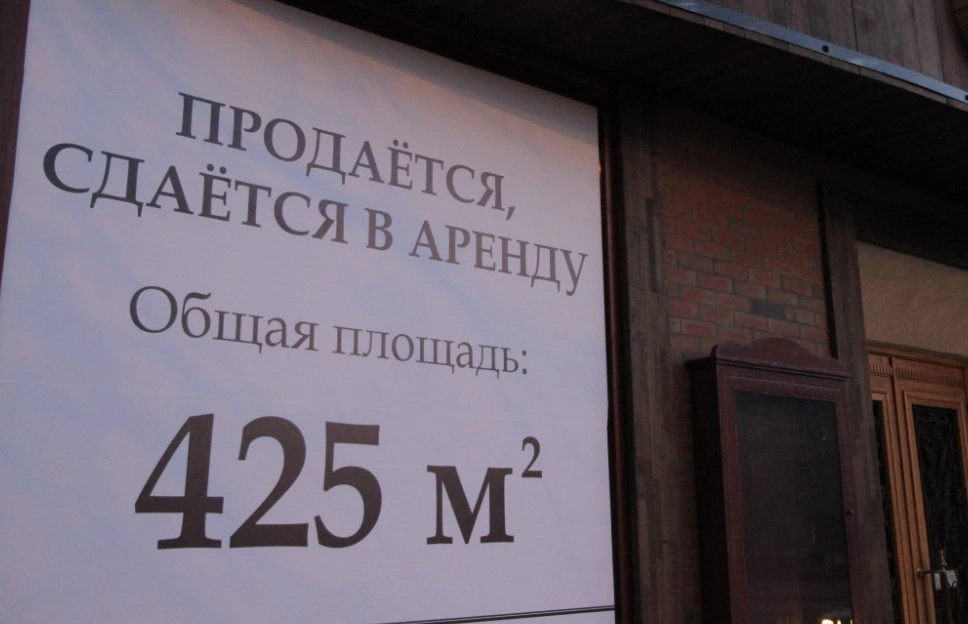 ПРОДАЁТСЯ,
СДАЁТСЯ В АРЕНДУ
Общая площадь:
425 м²